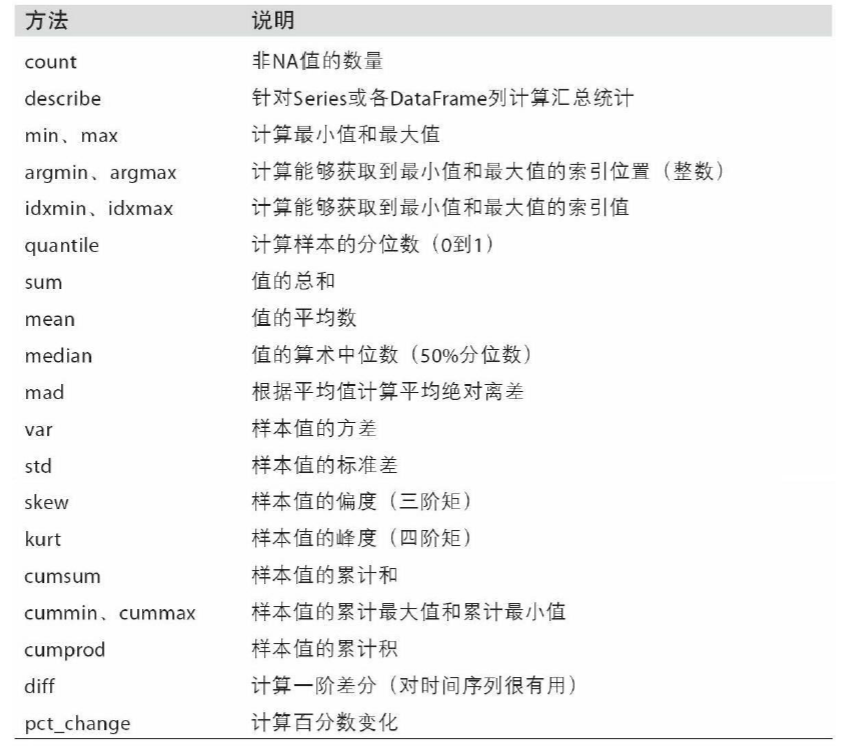 方法 说明
count 非NA值的数量
describe 针对Series或各DataFrame列计算汇总统计
min、max 计算最小值和最大值
argmin、argmax 计算能够获取到最小值和最大值的索引位置（整数）
idxmin、idxmax 计算能够获取到最小值和最大值的索引值
quantile 计算样本的分位数（0到1）
sum 值的总和
mean 值的平均数
median 值的算术中位数（50%分位数）
mad 根据平均值计算平均绝对离差
var 样本值的方差
std 样本值的标准差
skew 样本值的偏度（三阶矩）
kurt 样本值的峰度（四阶矩）
cumsum 样本值的累计和
cummin、cummax 样本值的累计最大值和累计最小值
cumprod 样本值的累计积
diff 计算一阶差分（对时间序列很有用）
pct_change 计算百分数变化